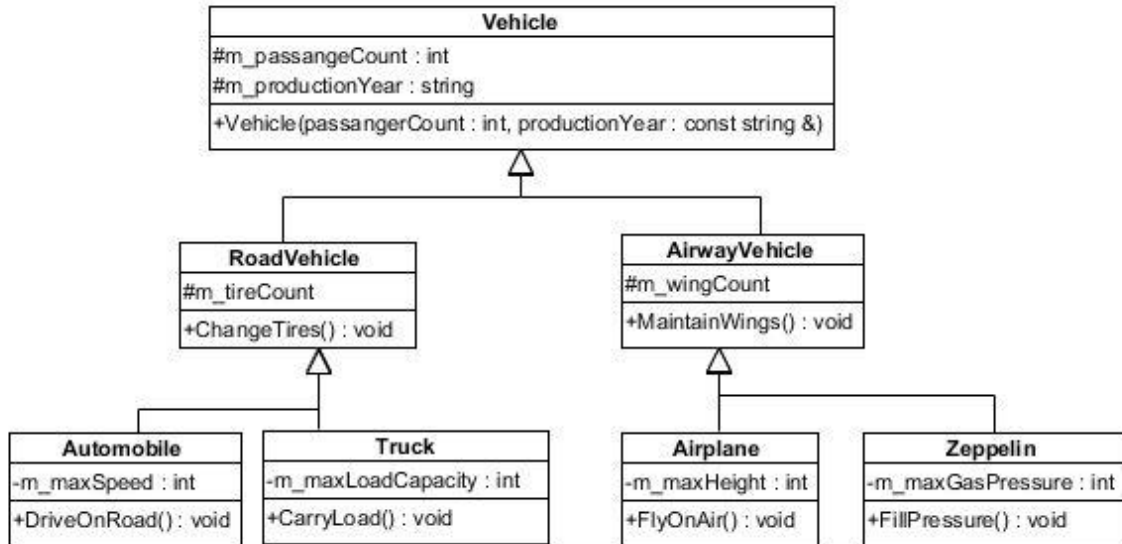 Vehicle
#m_passangeCount : int
#m_productionYear : string
+Vehicle(passangerCount : int, productionYear : const string &)
RoadVehicle
#m_tireCount
+ChangeTires() : void
AirwayVehicle
#m_wingCount
+MaintainWings() : void
Automobile
-m_maxSpeed : int
+DriveOnRoad() : void
Truck
-m_maxLoadCapacity : int
+CarryLoad() : void
Airplane
-m_maxHeight : int
+FlyOnAir() : void
Zeppelin
-m_maxGasPressure : int
+FillPressure() : void